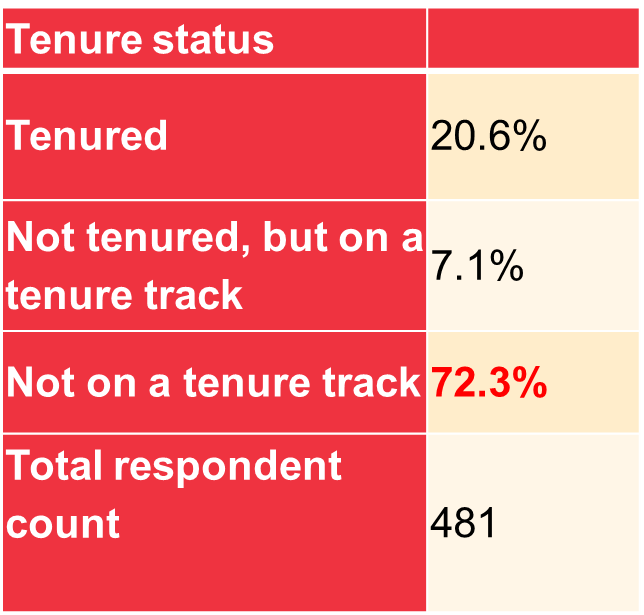 Tenure status
Tenured
20.6%
Not tenured, but on a
tenure track
7.1%
Not on a tenure track
72.3%
Total respondent
count
481